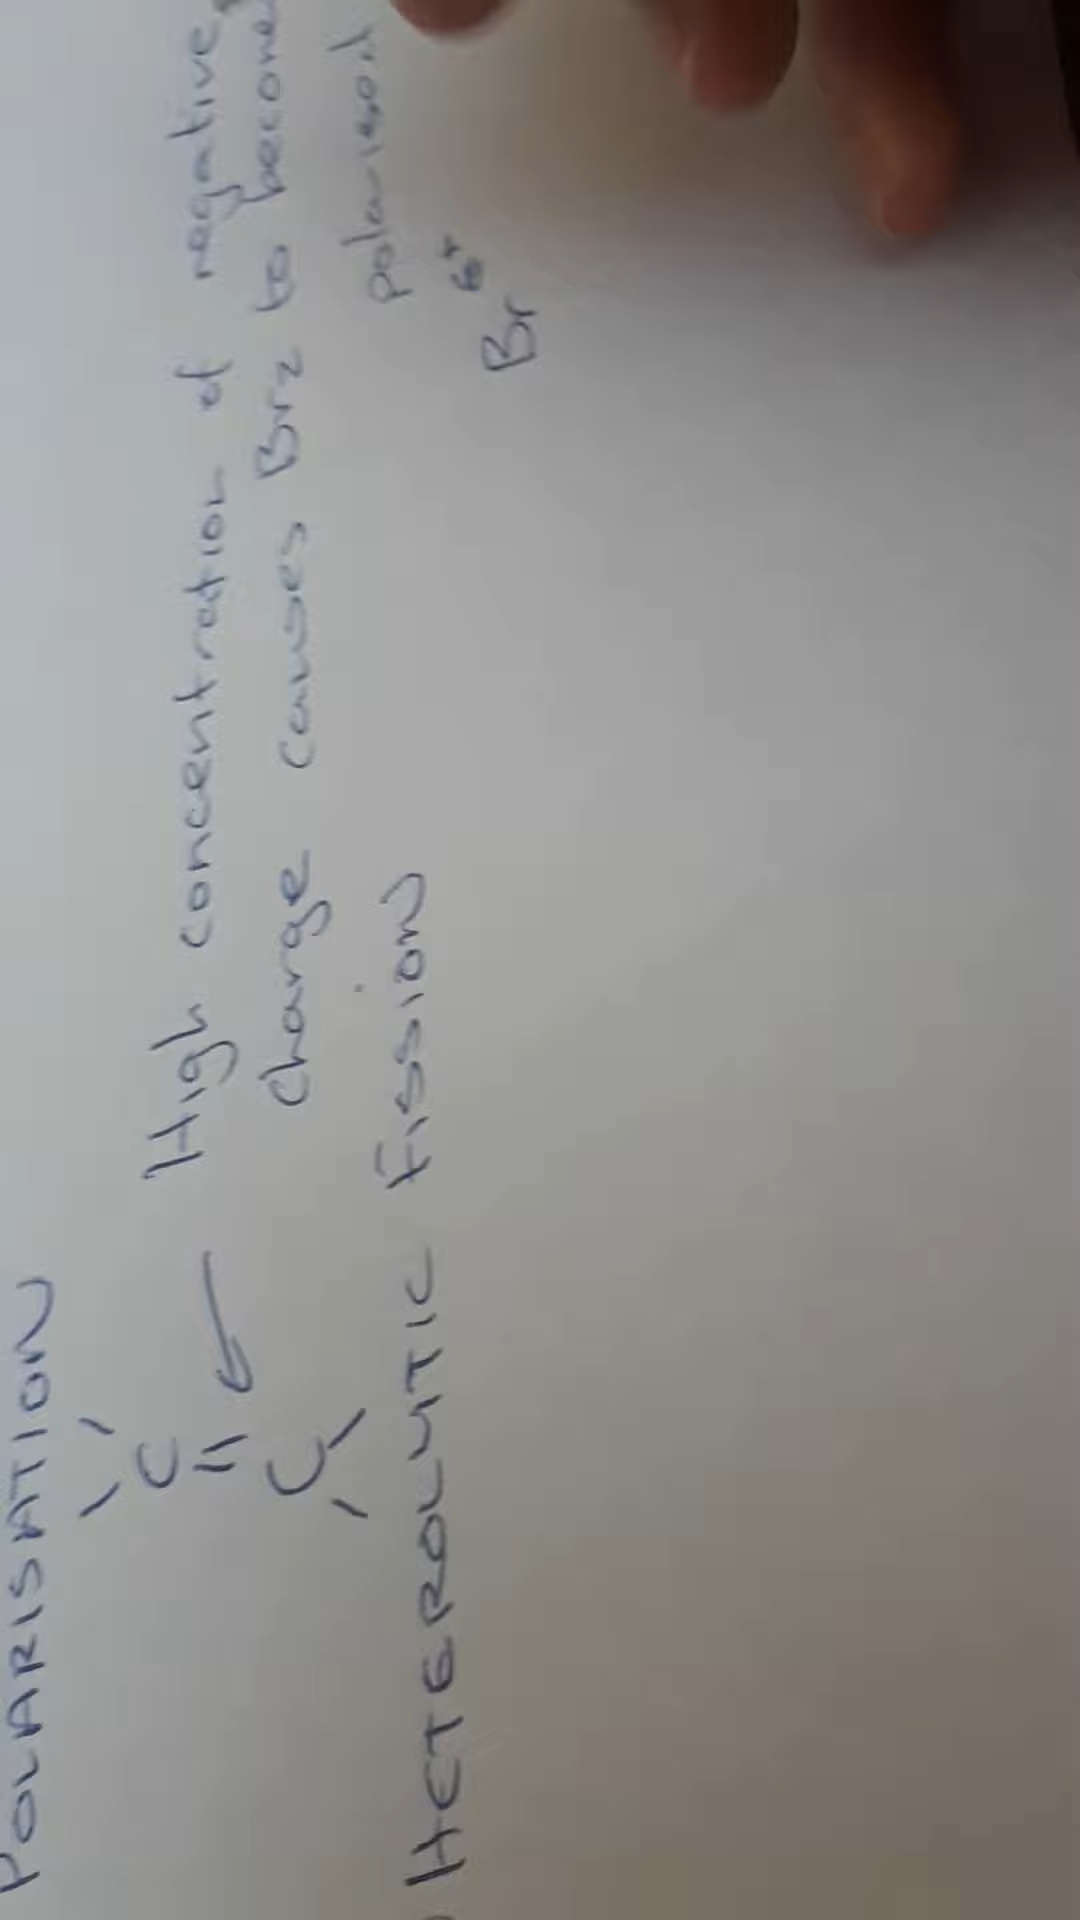 POLARISATION
C
||
C
High concentration of negative
charge causes Br2 to become
polarised
Br δ+
HETEROLYTIC FISSION